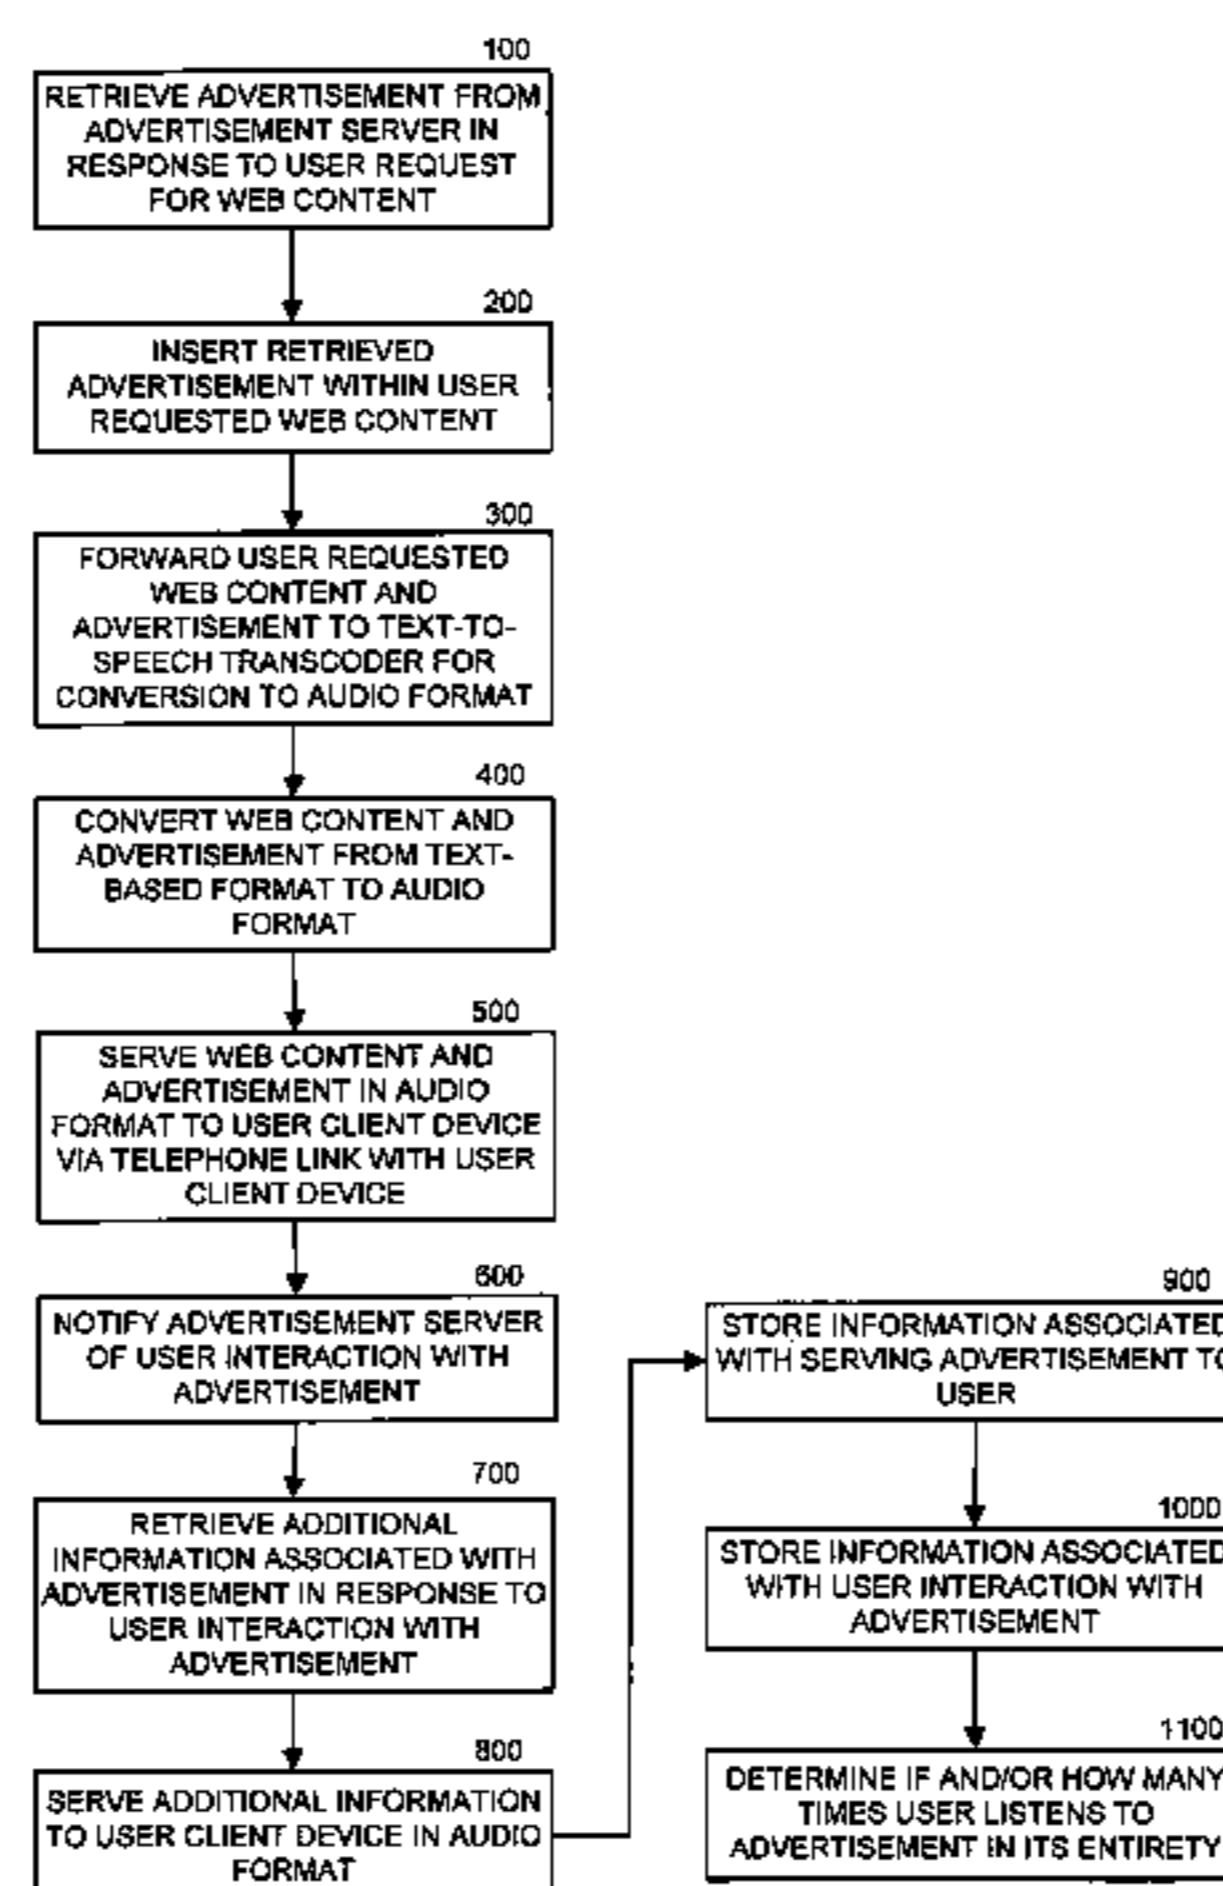 100
RETRIEVE ADVERTISEMENT FROM
ADVERTISEMENT SERVER IN
RESPONSE TO USER REQUEST
FOR WEB CONTENT
200
INSERT RETRIEVED
ADVERTISEMENT WITHIN USER
REQUESTED WEB CONTENT
300
FORWARD USER REQUESTED
WEB CONTENT AND
ADVERTISEMENT TO TEXT-TO-
SPEECH TRANSCODER FOR
CONVERSION TO AUDIO FORMAT
400
CONVERT WEB CONTENT AND
ADVERTISEMENT FROM TEXT-
BASED FORMAT TO AUDIO
FORMAT
500
SERVE WEB CONTENT AND
ADVERTISEMENT IN AUDIO
FORMAT TO USER CLIENT DEVICE
VIA TELEPHONE LINK WITH USER
CLIENT DEVICE
600
NOTIFY ADVERTISEMENT SERVER
OF USER INTERACTION WITH
ADVERTISEMENT
700
RETRIEVE ADDITIONAL
INFORMATION ASSOCIATED WITH
ADVERTISEMENT IN RESPONSE TO
USER INTERACTION WITH
ADVERTISEMENT
800
SERVE ADDITIONAL INFORMATION
TO USER CLIENT DEVICE IN AUDIO
FORMAT
900
STORE INFORMATION ASSOCIATED
WITH SERVING ADVERTISEMENT TO
USER
1000
STORE INFORMATION ASSOCIATED
WITH USER INTERACTION WITH
ADVERTISEMENT
1100
DETERMINE IF AND/OR HOW MANY
TIMES USER LISTENS TO
ADVERTISEMENT IN ITS ENTIRETY